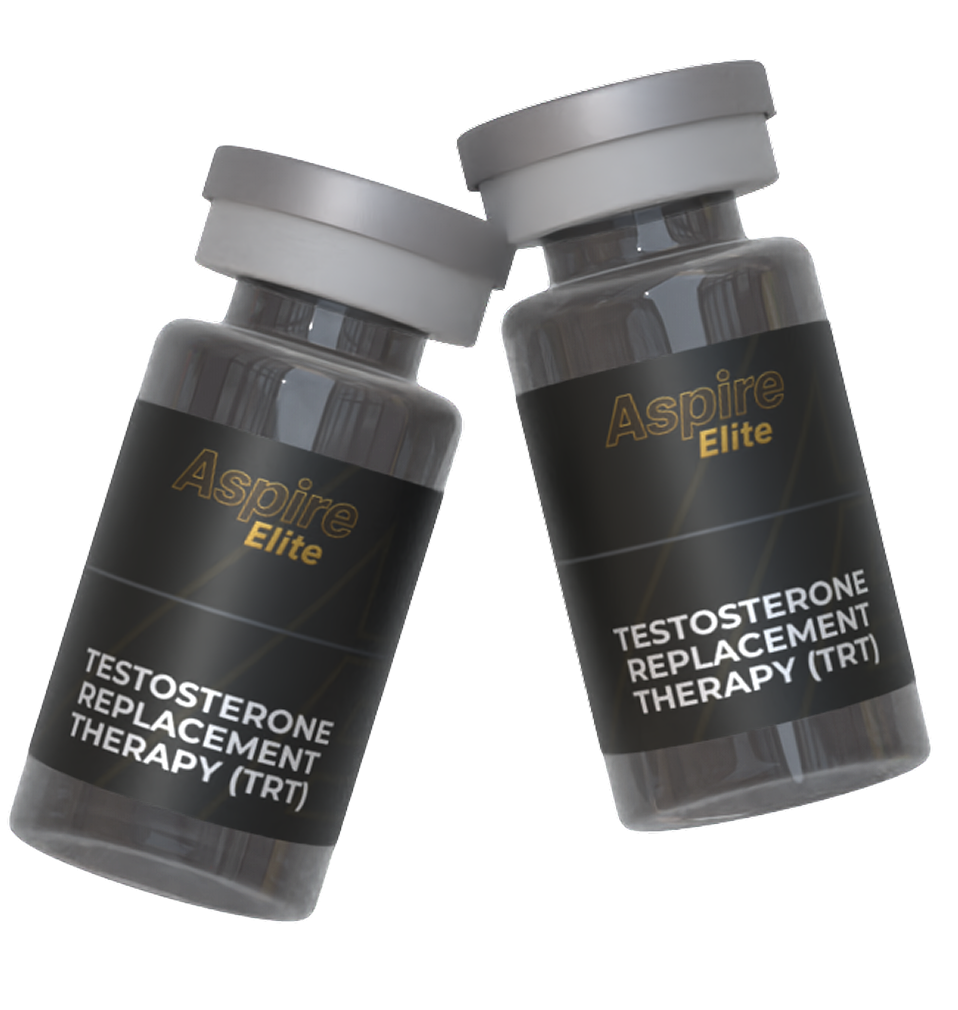 Aspire
Elite
TESTOSTERONE
REPLACEMENT
THERAPY (TRT)
Aspire
Elite
TESTOSTERONE
REPLACEMENT
THERAPY (TRT)